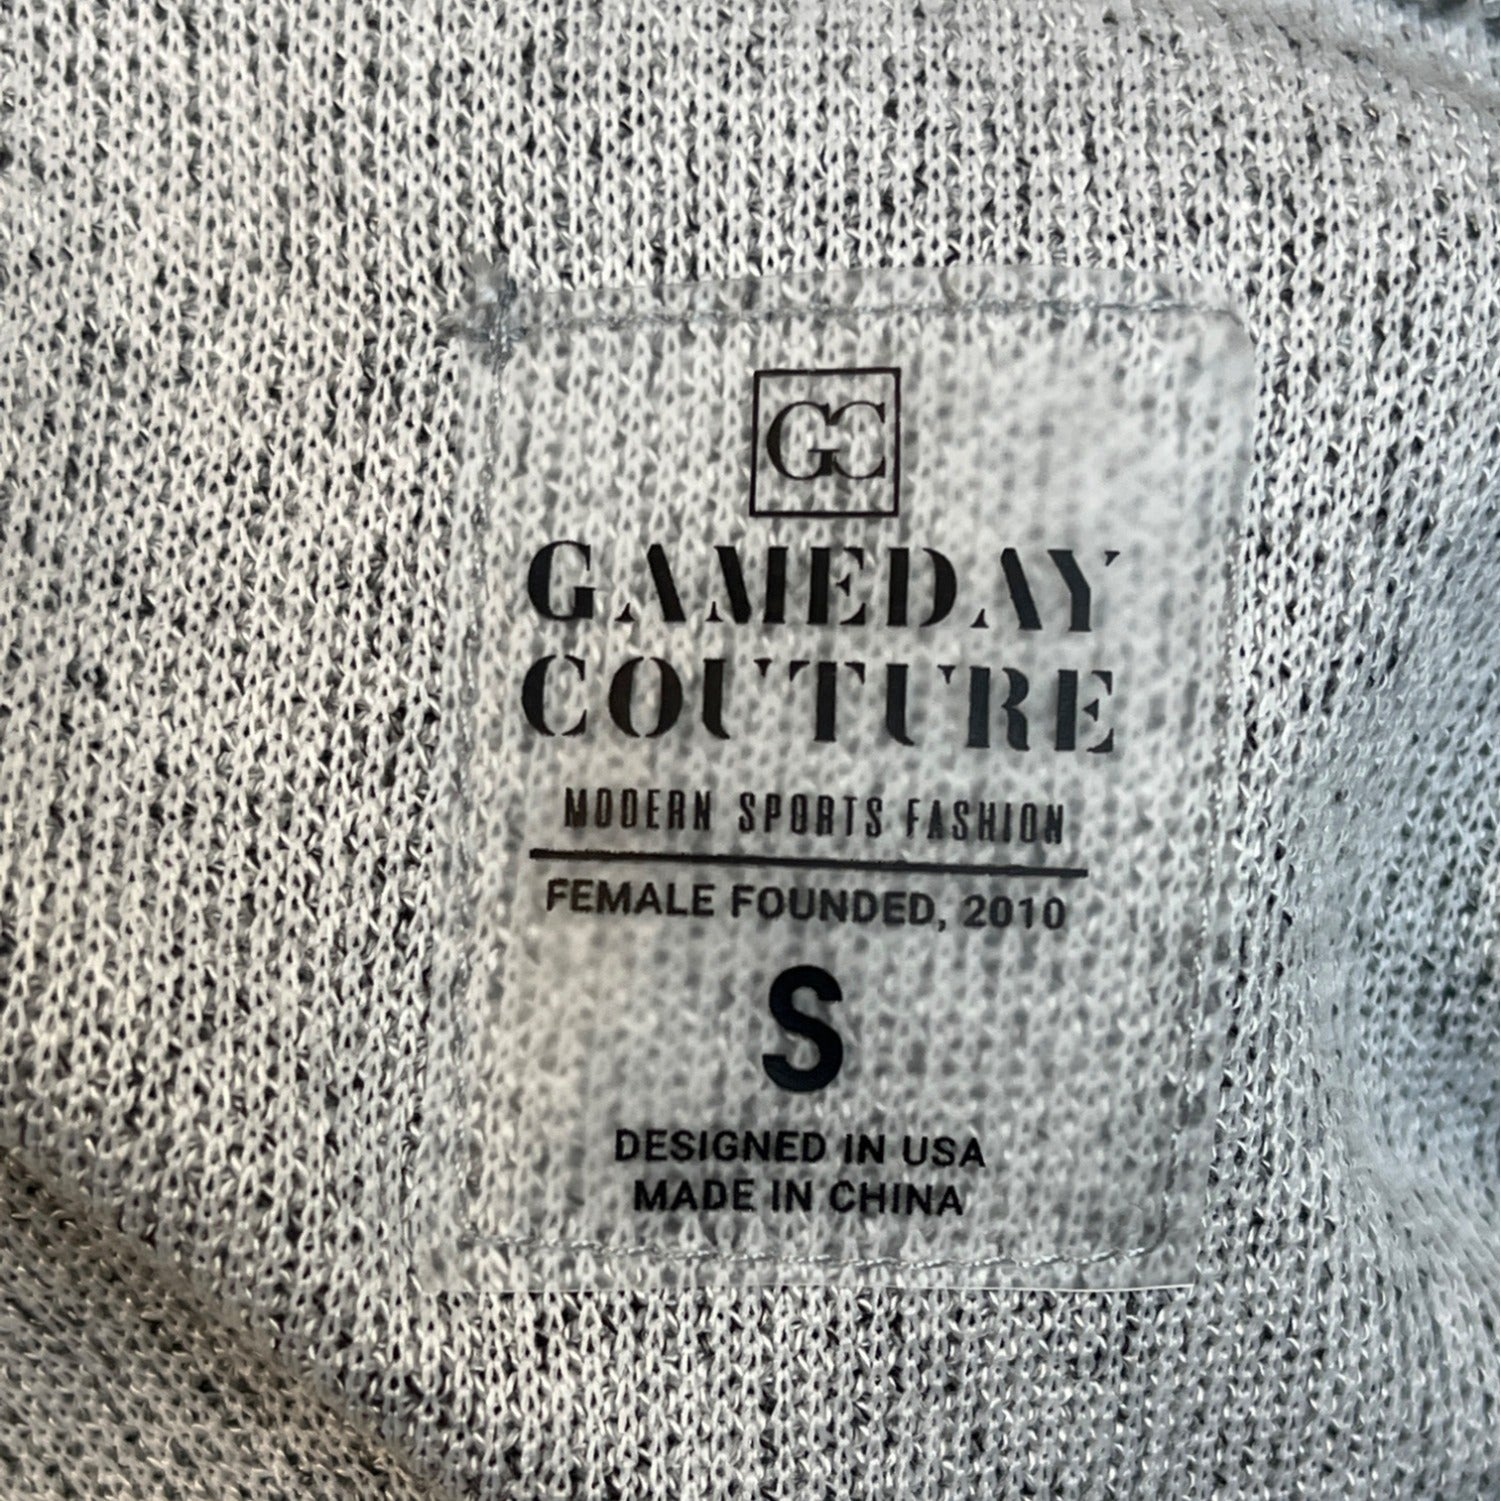 GC
GAMEDAY
COUTURE
MODERN SPORTS FASHION
FEMALE FOUNDED, 2010
S
DESIGNED IN USA
MADE IN CHINA